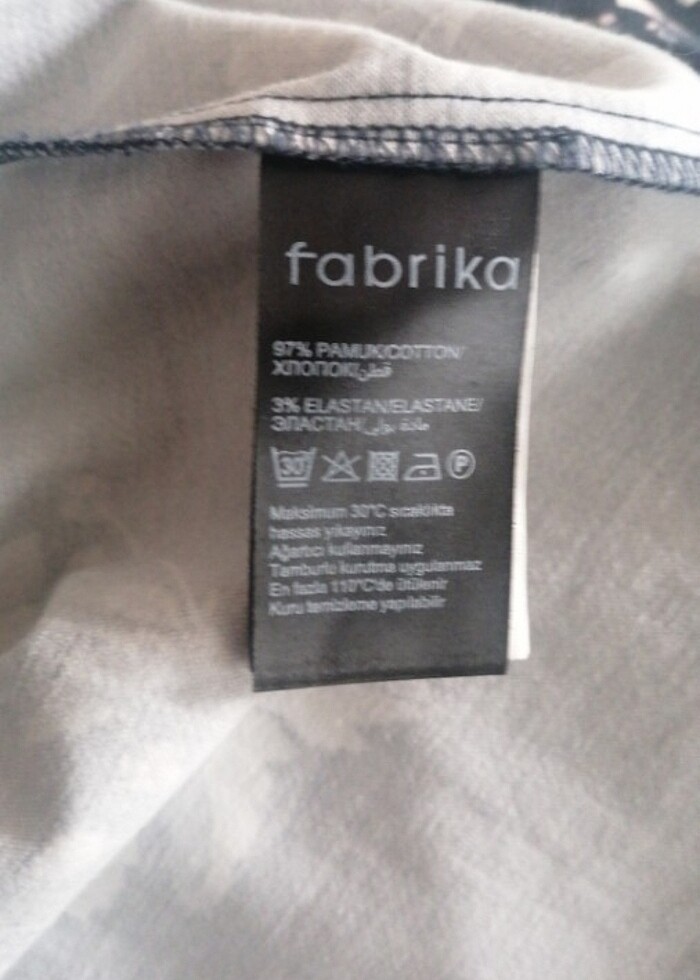 fabrika
97% PAMUK/COTTON/
ХЛОПОК/قطن
3% ELASTAN/ELASTANE/
ЭЛАСТАН/مادة
30°
P
Maksimum 30°C sıcaklıkta
hassas yıkayınız
Ağartıcı kullanmayınız
Tamburlu kurutma uygulanmaz
En fazla 110°C'de ütülenir
Kuru temizleme yapılabilir